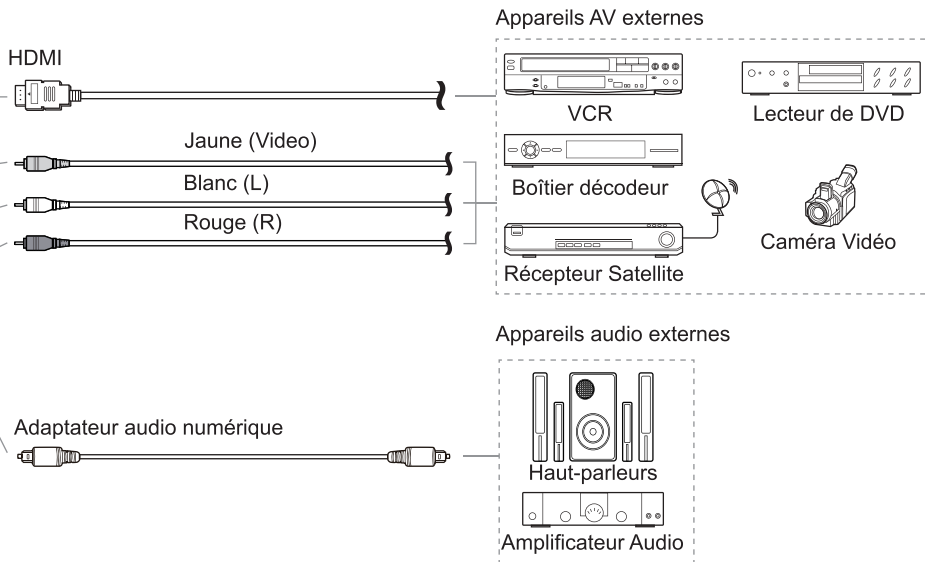 Appareils AV externes
HDMI
VCR
Lecteur de DVD
Jaune (Video)
Blanc (L)
Rouge (R)
Boîtier décodeur
Caméra Vidéo
Récepteur Satellite
Appareils audio externes
Adaptateur audio numérique
Haut-parleurs
Amplificateur Audio